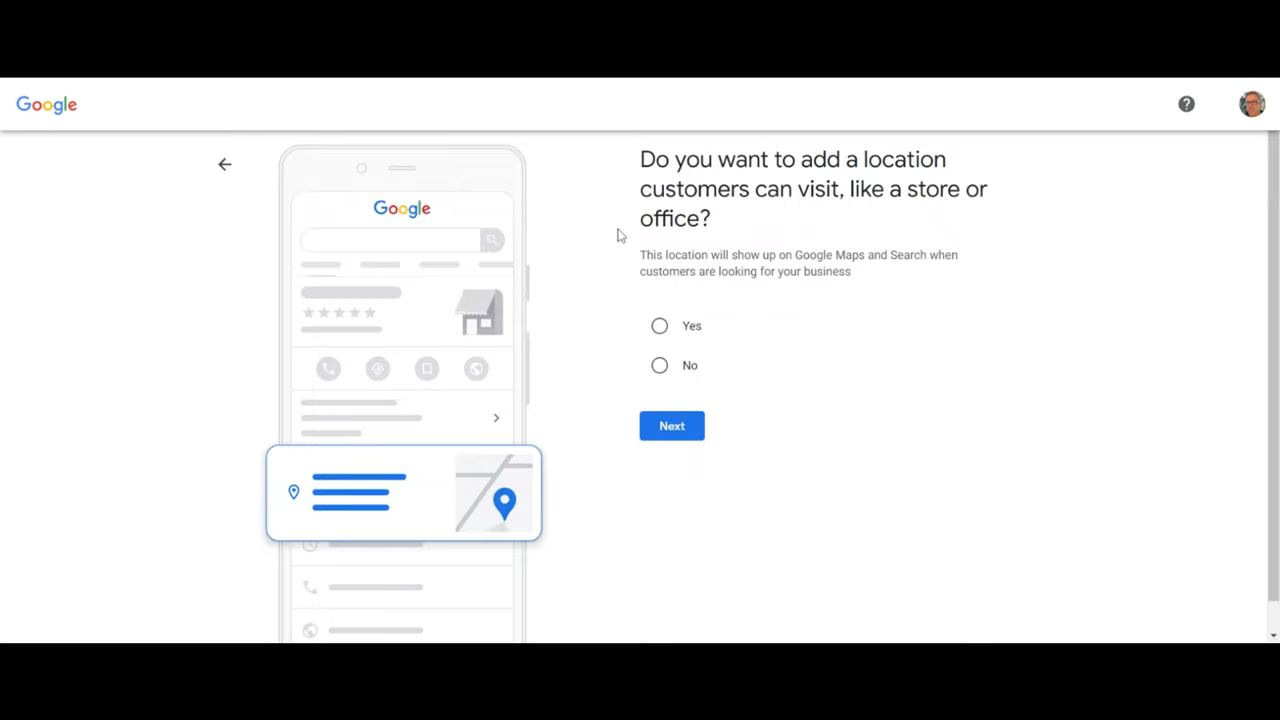 Google
Google
Do you want to add a location
customers can visit, like a store or
office?
This location will show up on Google Maps and Search when
customers are looking for your business
Yes
No
Next